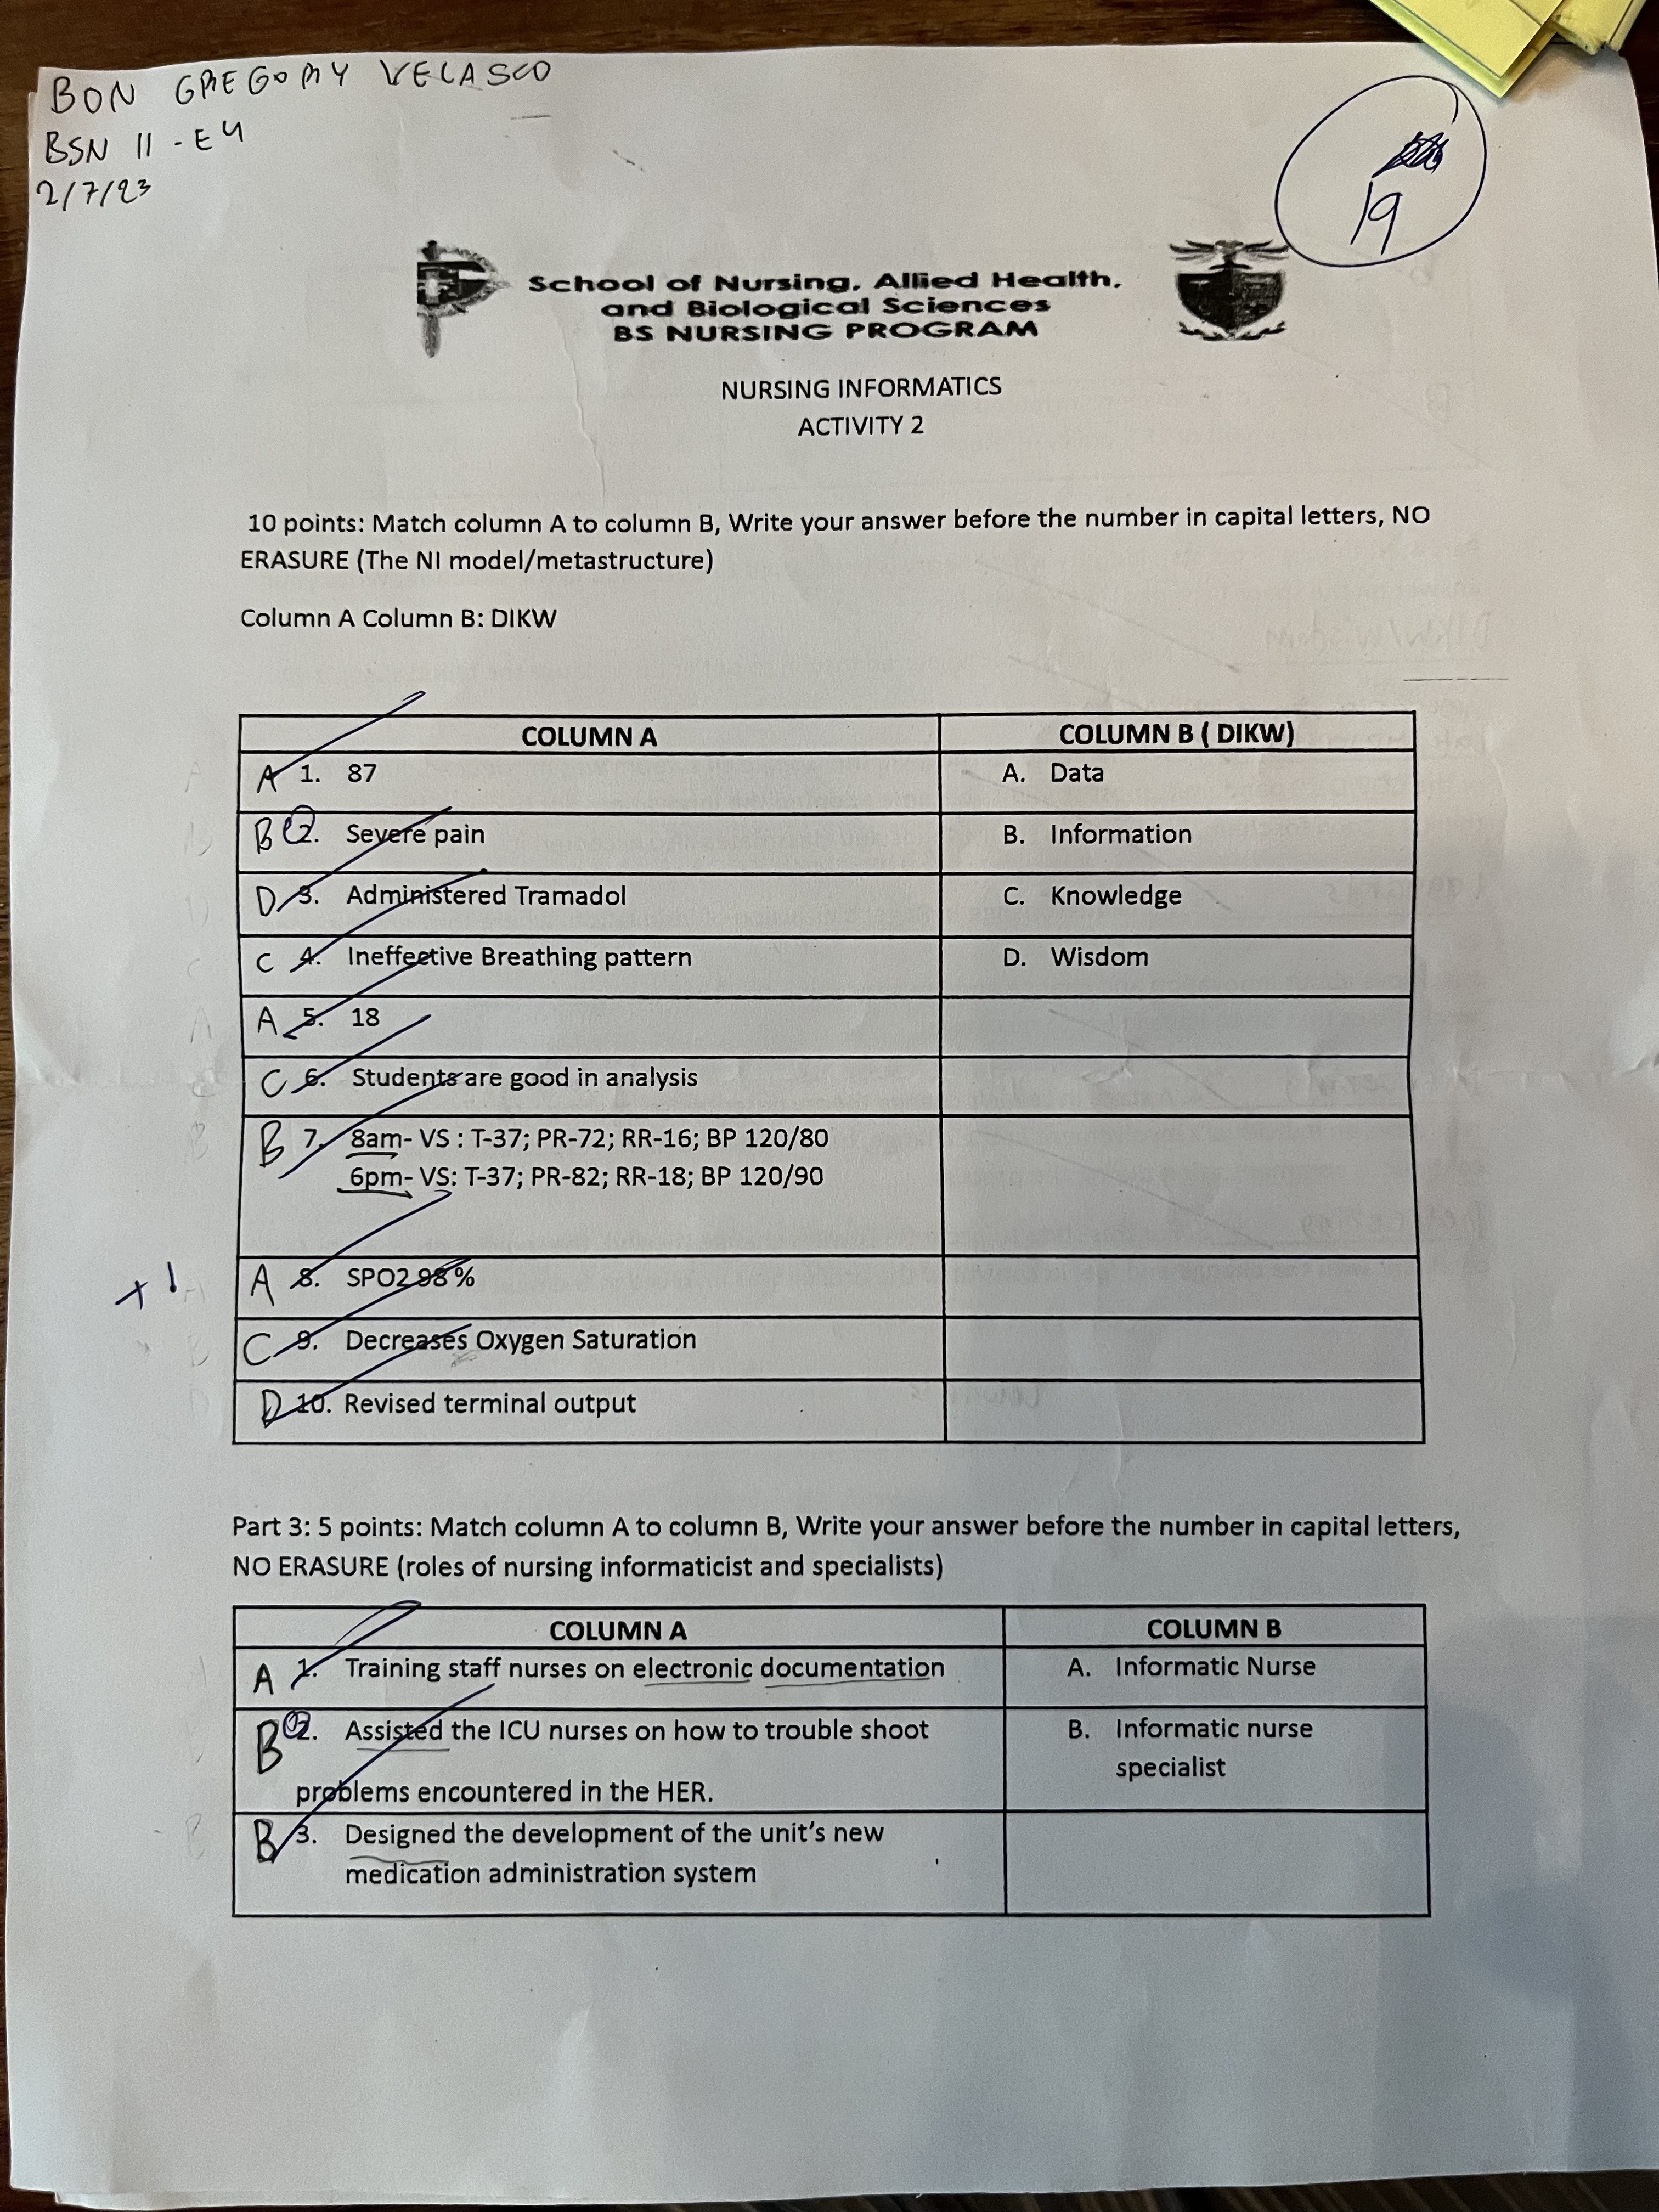 BON GREGORY VELASCO
BSN II - E4
2/7/23
19
School of Nursing, Allied Health,
and Biological Sciences
BS NURSING PROGRAM
NURSING INFORMATICS
ACTIVITY 2
10 points: Match column A to column B, Write your answer before the number in capital letters, NO
ERASURE (The NI model/metastructure)
Column A Column B: DIKW
COLUMN A COLUMN B ( DIKW)
A 1. 87 A. Data
B 2. Severe pain B. Information
D 3. Administered Tramadol C. Knowledge
C 4. Ineffective Breathing pattern D. Wisdom
A 5. 18
C 6. Students are good in analysis
B 7. 8am- VS : T-37; PR-72; RR-16; BP 120/80
6pm- VS: T-37; PR-82; RR-18; BP 120/90
+1 A 8. SPO2 98%
C 9. Decreases Oxygen Saturation
D 10. Revised terminal output
Part 3: 5 points: Match column A to column B, Write your answer before the number in capital letters,
NO ERASURE (roles of nursing informaticist and specialists)
COLUMN A COLUMN B
A 1. Training staff nurses on electronic documentation A. Informatic Nurse
B 2. Assisted the ICU nurses on how to trouble shoot B. Informatic nurse
specialist
problems encountered in the HER.
B 3. Designed the development of the unit's new
medication administration system